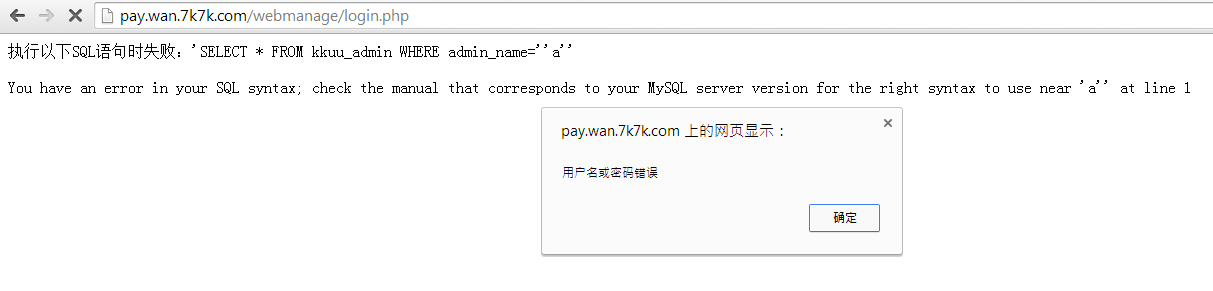 pay.wan.7k7k.com/webmanage/login.php
执行以下SQL语句时失败：'SELECT * FROM kkuu_admin WHERE admin_name=''a''
You have an error in your SQL syntax; check the manual that corresponds to your MySQL server version for the right syntax to use near 'a'' at line 1
pay.wan.7k7k.com 上的网页显示：
用户名或密码错误
确定